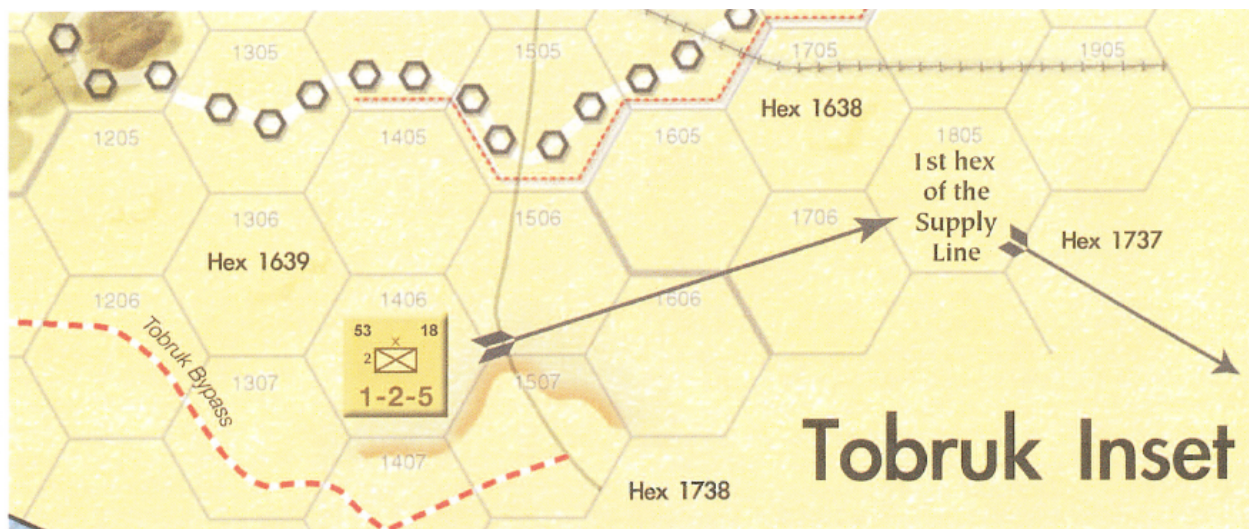 1305
1505
1705
1905
Hex 1638
1205
1405
1605
1805
1st hex
of the
Supply
Line
1306
1506
1706
Hex 1639
Hex 1737
1206
1406
1606
Tobruk Bypass
53 x 18
2
1-2-5
1307
1507
Tobruk Inset
1407
Hex 1738